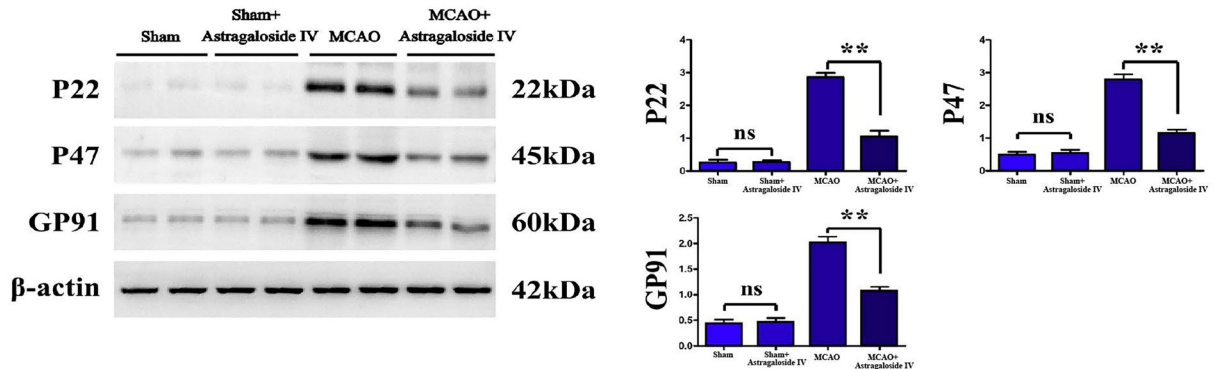 Sham Sham+ Astragaloside IV MCAO MCAO+ Astragaloside IV
P22 22kDa
P47 45kDa
GP91 60kDa
β-actin 42kDa
P22
4
3
2
1
0
ns
**
Sham Sham+ Astragaloside IV MCAO MCAO+ Astragaloside IV
P47
4
3
2
1
0
ns
**
Sham Sham+ Astragaloside IV MCAO MCAO+ Astragaloside IV
GP91
2.5
2.0
1.5
1.0
0.5
0.0
ns
**
Sham Sham+ Astragaloside IV MCAO MCAO+ Astragaloside IV